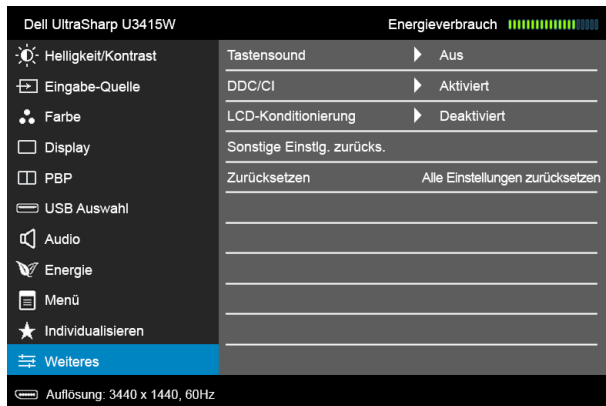 Dell UltraSharp U3415W Energieverbrauch
Helligkeit/Kontrast Tastensound Aus
Eingabe-Quelle DDC/CI Aktiviert
Farbe LCD-Konditionierung Deaktiviert
Display Sonstige Einstlg. zurücks.
PBP Zurücksetzen Alle Einstellungen zurücksetzen
USB Auswahl
Audio
Energie
Menü
Individualisieren
Weiteres
Auflösung: 3440 x 1440, 60Hz